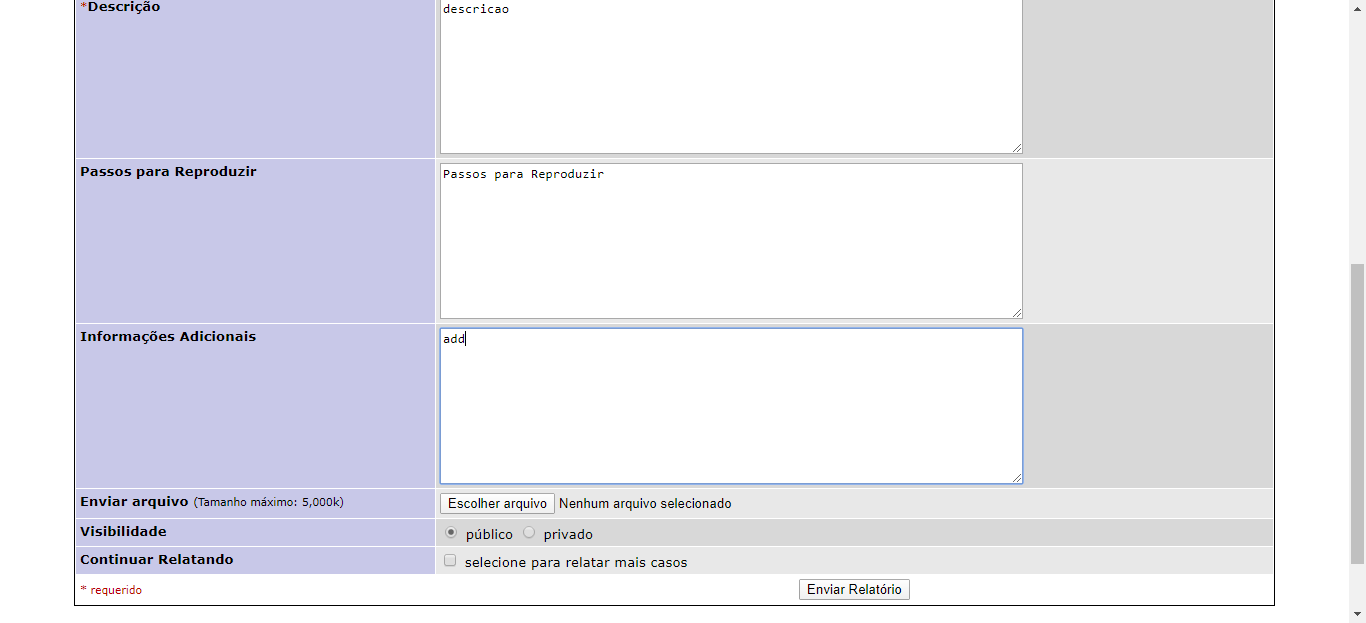 *Descrição
descricao
Passos para Reproduzir
Passos para Reproduzir
Informações Adicionais
add
Enviar arquivo (Tamanho máximo: 5,000k)
Escolher arquivo Nenhum arquivo selecionado
Visibilidade
público privado
Continuar Relatando
selecione para relatar mais casos
* requerido
Enviar Relatório